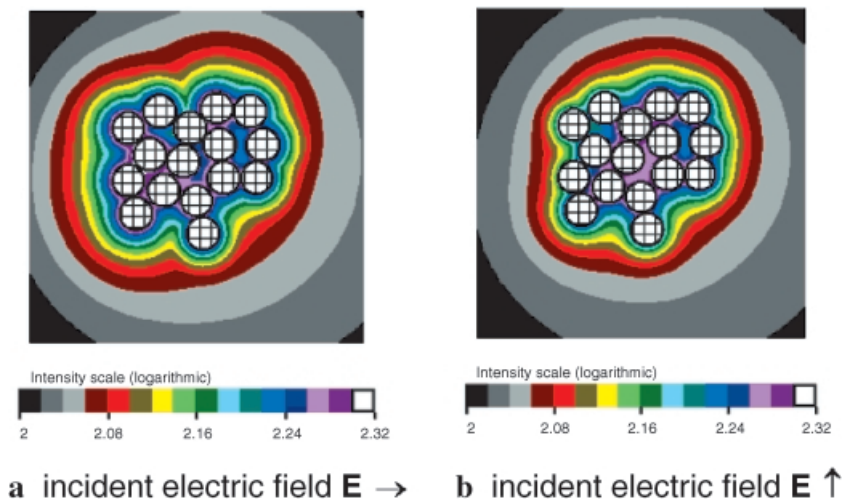 Intensity scale (logarithmic)
2 2.08 2.16 2.24 2.32
a incident electric field E →
Intensity scale (logarithmic)
2 2.08 2.16 2.24 2.32
b incident electric field E ↑